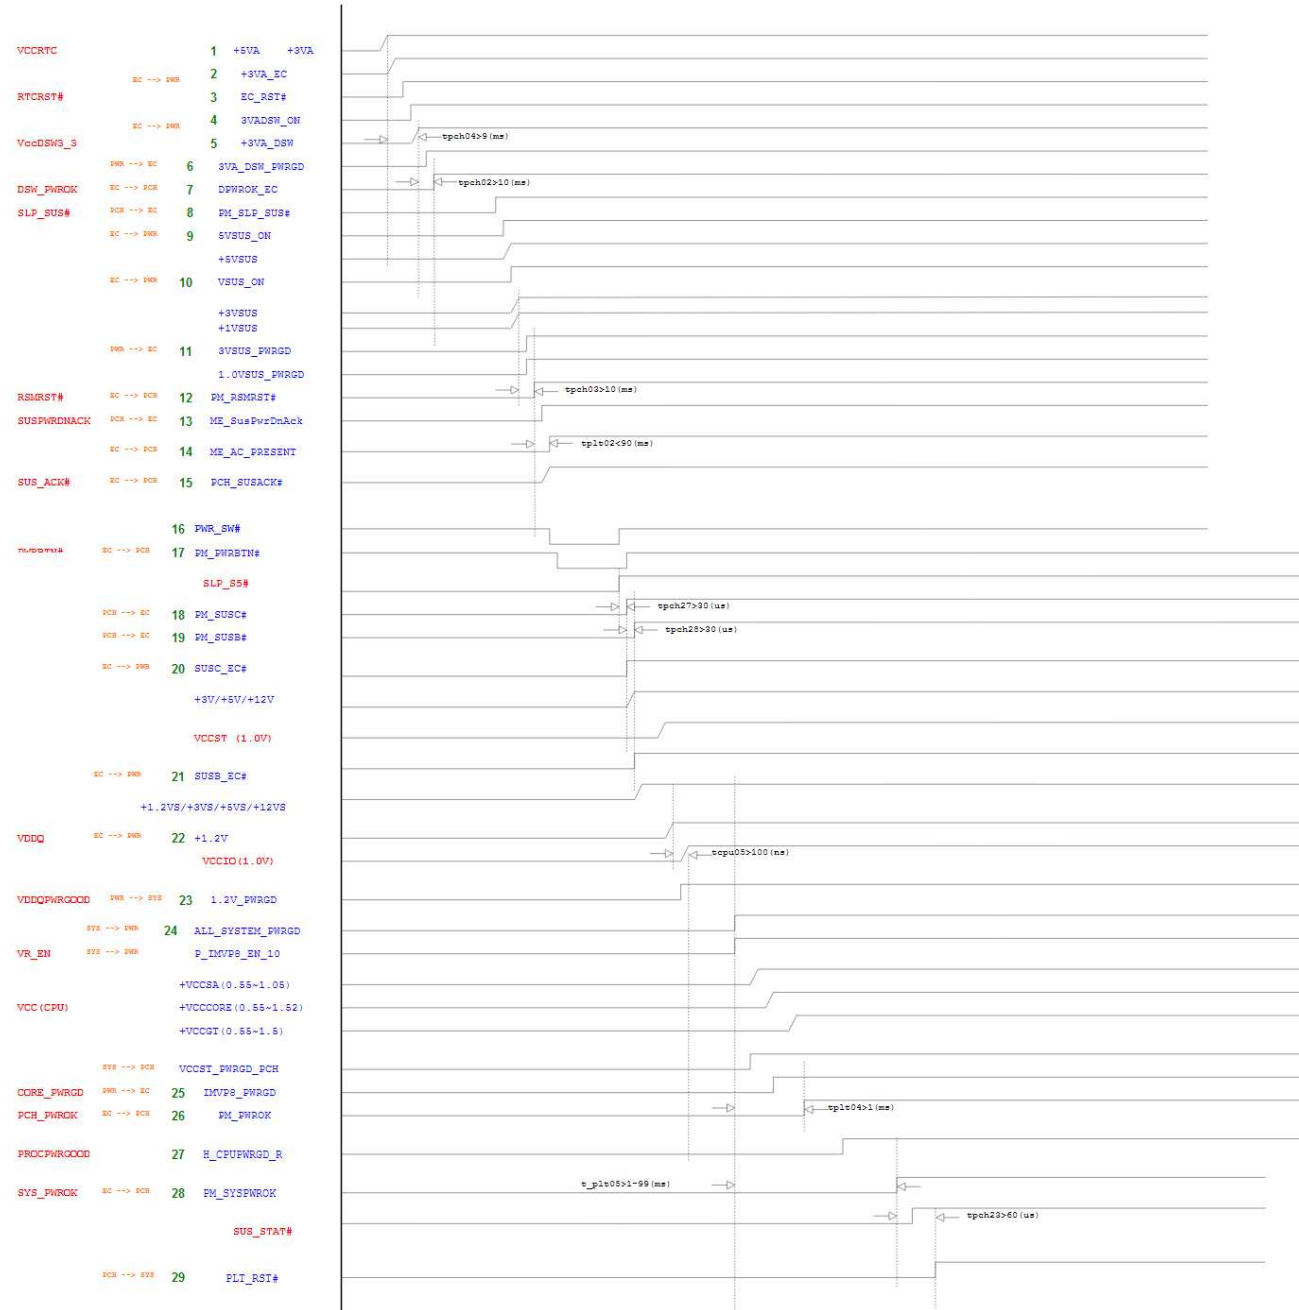 VCCRTC 1 +5VA +3VA
2 +3VA_EC
EC --> PWR
RTCRST# 3 EC_RST#
4 3VADSW_ON
EC --> PWR
VccDSW3_3 5 +3VA_DSW tpch04>9(ms)
PWR --> EC 6 3VA_DSW_PWRGD
DSW_PWROK EC --> PCH 7 DPWROK_EC tpch02>10(ms)
SLP_SUS# PCH --> EC 8 PM_SLP_SUS#
EC --> PWR 9 5VSUS_ON
+5VSUS
EC --> PWR 10 VSUS_ON
+3VSUS
+1VSUS
PWR --> EC 11 3VSUS_PWRGD
1.0VSUS_PWRGD
RSMRST# EC --> PCH 12 PM_RSMRST# tpch03>10(ms)
SUSPWRDNACK PCH --> EC 13 ME_SusPwrDnAck
EC --> PCH 14 ME_AC_PRESENT tplt02<90(ms)
SUS_ACK# EC --> PCH 15 PCH_SUSACK#
16 PWR_SW#
PWRBTN# EC --> PCH 17 PM_PWRBTN#
SLP_S5#
PCH --> EC 18 PM_SUSC# tpch27>30(us)
PCH --> EC 19 PM_SUSB# tpch28>30(us)
EC --> PWR 20 SUSC_EC#
+3V/+5V/+12V
VCCST (1.0V)
EC --> PWR 21 SUSB_EC#
+1.2VS/+3VS/+5VS/+12VS
VDDQ EC --> PWR 22 +1.2V
VCCIO(1.0V) tcpu05>100(ns)
VDDQPWRGOOD PWR --> SYS 23 1.2V_PWRGD
SYS --> PWR 24 ALL_SYSTEM_PWRGD
VR_EN SYS --> PWR P_IMVP8_EN_10
+VCCSA(0.55~1.05)
VCC(CPU) +VCCCORE(0.55~1.52)
+VCCGT(0.55~1.5)
SYS --> PCH VCCST_PWRGD_PCH
CORE_PWRGD PWR --> EC 25 IMVP8_PWRGD
PCH_PWROK EC --> PCH 26 PM_PWROK tplt04>1(ms)
PROCPWRGOOD 27 H_CPUPWRGD_R
SYS_PWROK EC --> PCH 28 PM_SYSPWROK t_plt05>1~99(ms)
SUS_STAT# tpch23>60(us)
PCH --> SYS 29 PLT_RST#